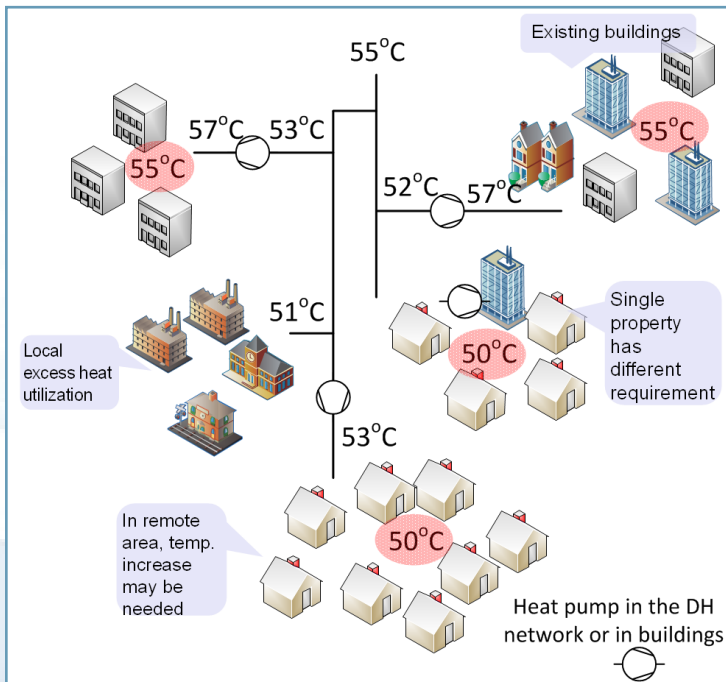 Existing buildings
55°C
57°C
53°C
55°C
55°C
52°C
57°C
51°C
Local
excess heat
utilization
50°C
Single
property
has
different
requirement
53°C
In remote
area, temp.
increase
may be
needed
50°C
Heat pump in the DH
network or in buildings